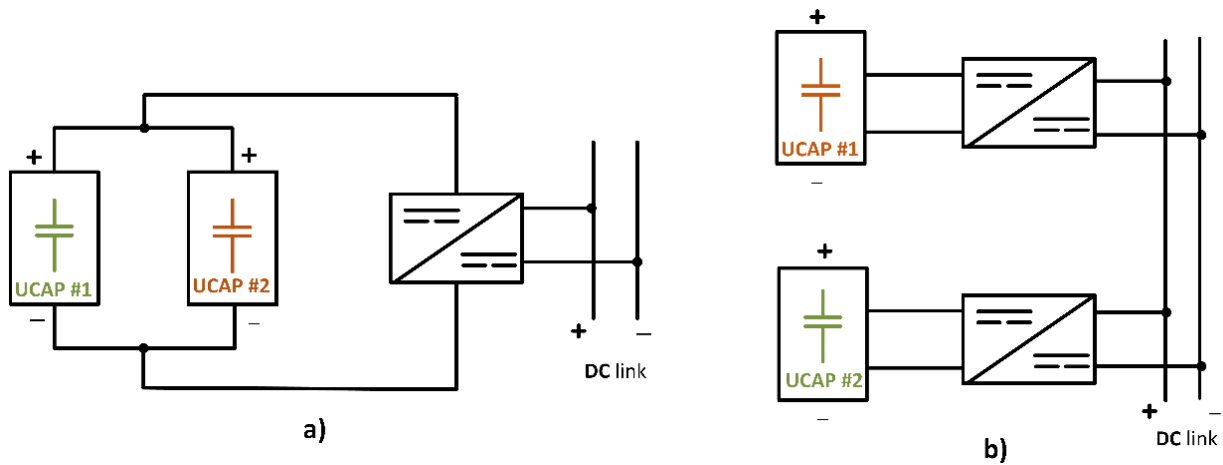 +
+
UCAP #1
UCAP #2
–
–
+
–
DC link
a)
+
UCAP #1
–
+
UCAP #2
–
+
–
DC link
b)